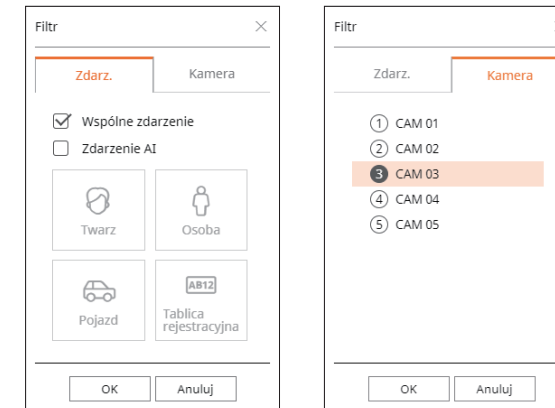 Filtr
Zdarz. Kamera
Wspólne zdarzenie
Zdarzenie AI
Twarz Osoba
AB12
Pojazd Tablica
rejestracyjna
OK Anuluj
Filtr
Zdarz. Kamera
1 CAM 01
2 CAM 02
3 CAM 03
4 CAM 04
5 CAM 05
OK Anuluj